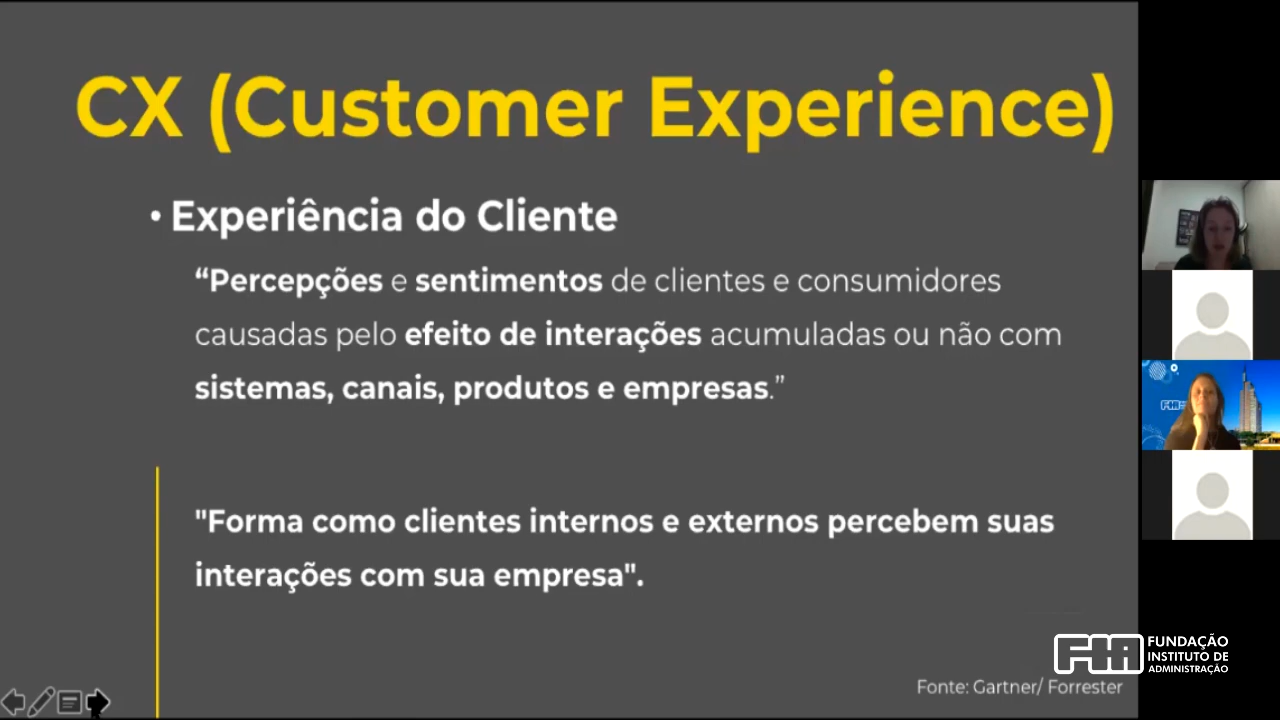 CX (Customer Experience)
• Experiência do Cliente
“Percepções e sentimentos de clientes e consumidores
causadas pelo efeito de interações acumuladas ou não com
sistemas, canais, produtos e empresas.”
"Forma como clientes internos e externos percebem suas
interações com sua empresa".
FIA FUNDAÇÃO
INSTITUTO DE
ADMINISTRAÇÃO
Fonte: Gartner/ Forrester